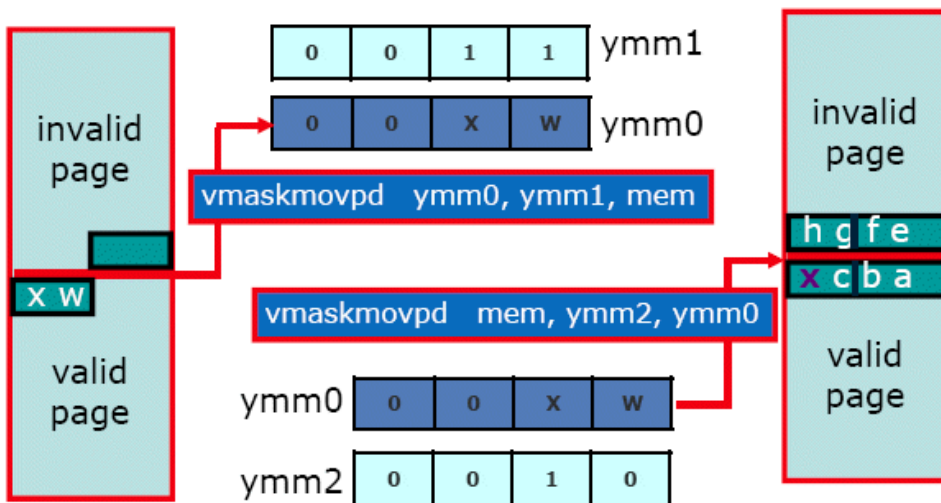 0 0 1 1 ymm1
0 0 X W ymm0
invalid
page
invalid
page
vmaskmovpd ymm0, ymm1, mem
h g f e
x c b a
x w
vmaskmovpd mem, ymm2, ymm0
valid
page
valid
page
ymm0 0 0 X W
ymm2 0 0 1 0